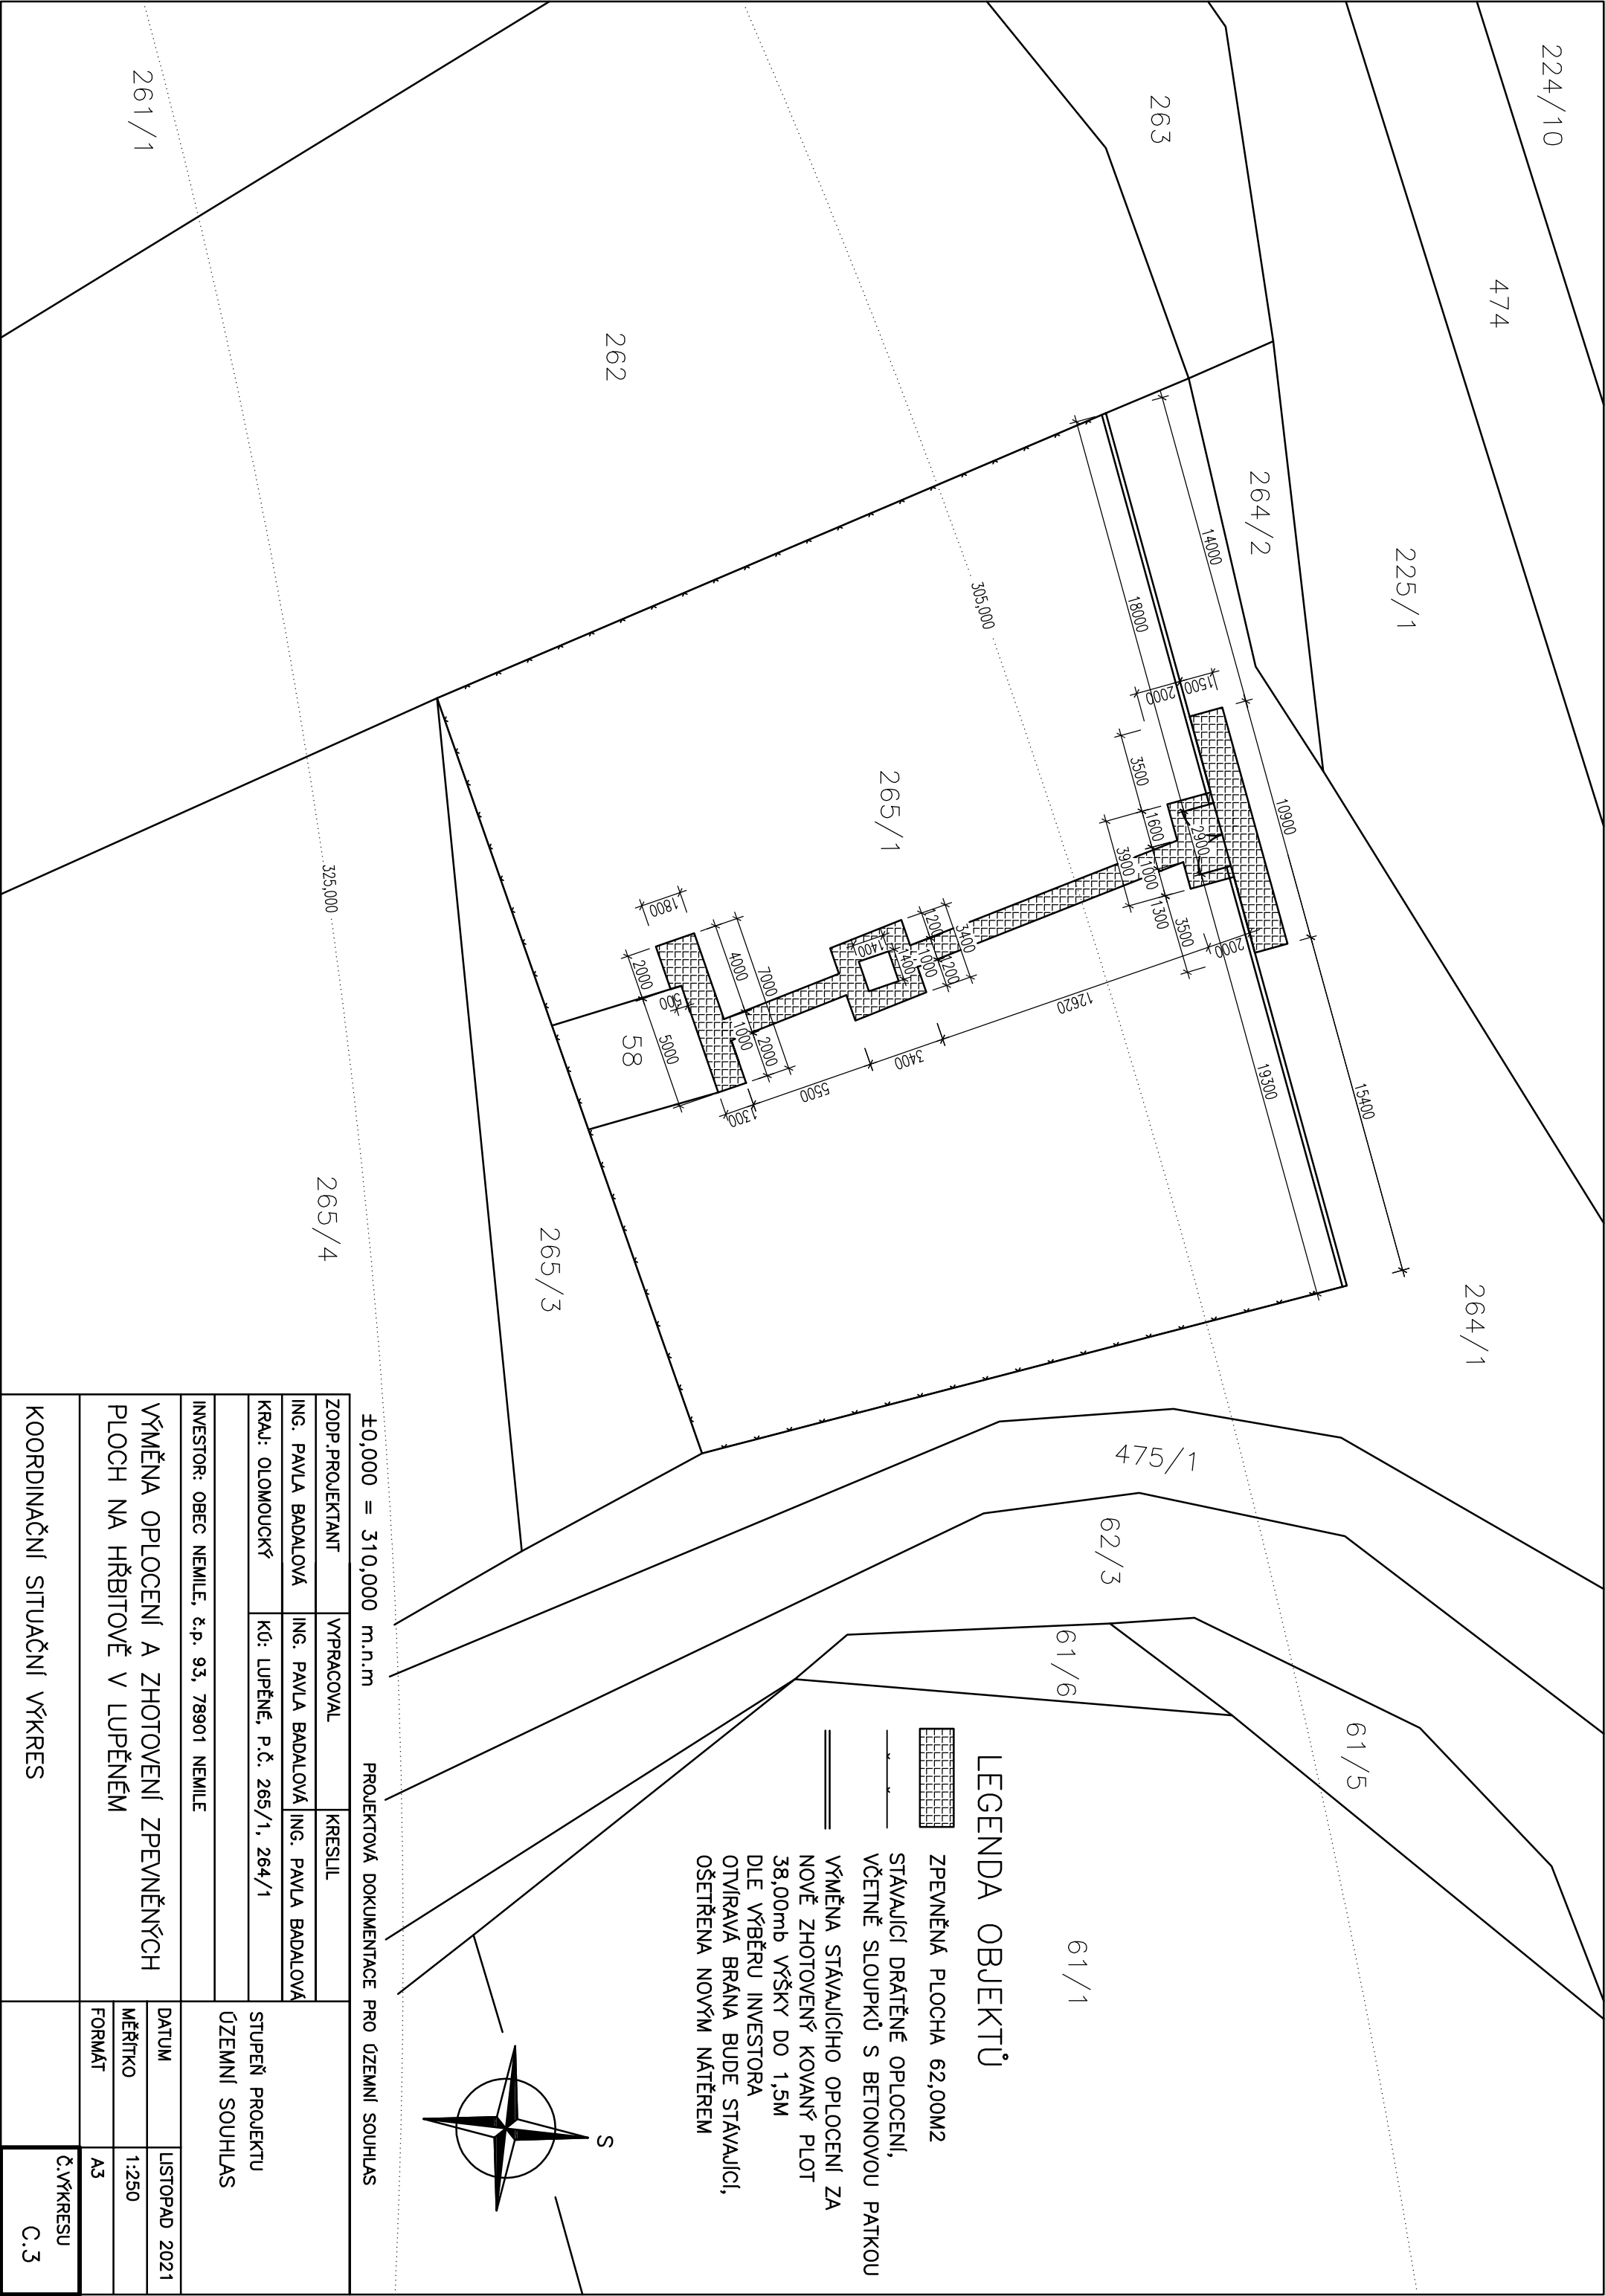 224/10
474
263
261/1
262
225/1
264/2
264/1
265/1
58
265/3
265/4
475/1
62/3
61/6
61/5
61/1
305,000
325,000
14000
10900
15400
18000
2900
19300
1500
2000
3500
1600
1000
1300
3500
3900
2000
12620
3400
5500
1300
3400
1200
1000
1200
1400
1400
7000
4000
1000
2000
1800
2000
500
5000
LEGENDA OBJEKTŮ
ZPEVNĚNÁ PLOCHA 62,00M2
STÁVAJÍCÍ DRÁTĚNÉ OPLOCENÍ,
VČETNĚ SLOUPKŮ S BETONOVOU PATKOU
VÝMĚNA STÁVAJÍCÍHO OPLOCENÍ ZA
NOVĚ ZHOTOVENÝ KOVANÝ PLOT
38,00mb VÝŠKY DO 1,5M
DLE VÝBĚRU INVESTORA
OTVÍRAVÁ BRÁNA BUDE STÁVAJÍCÍ,
OŠETŘENA NOVÝM NÁTĚREM
S
±0,000 = 310,000 m.n.m
PROJEKTOVÁ DOKUMENTACE PRO ÚZEMNÍ SOUHLAS
ZODP.PROJEKTANT
VYPRACOVAL
KRESLIL
ING. PAVLA BADALOVÁ
ING. PAVLA BADALOVÁ
ING. PAVLA BADALOVÁ
KRAJ: OLOMOUCKÝ
KÚ: LUPĚNÉ, P.Č. 265/1, 264/1
INVESTOR: OBEC NEMILE, č.p. 93, 78901 NEMILE
VÝMĚNA OPLOCENÍ A ZHOTOVENÍ ZPEVNĚNÝCH
PLOCH NA HŘBITOVĚ V LUPĚNÉM
KOORDINAČNÍ SITUAČNÍ VÝKRES
STUPEŇ PROJEKTU
ÚZEMNÍ SOUHLAS
DATUM
LISTOPAD 2021
MĚŘÍTKO
1:250
FORMÁT
A3
Č.VÝKRESU
C.3